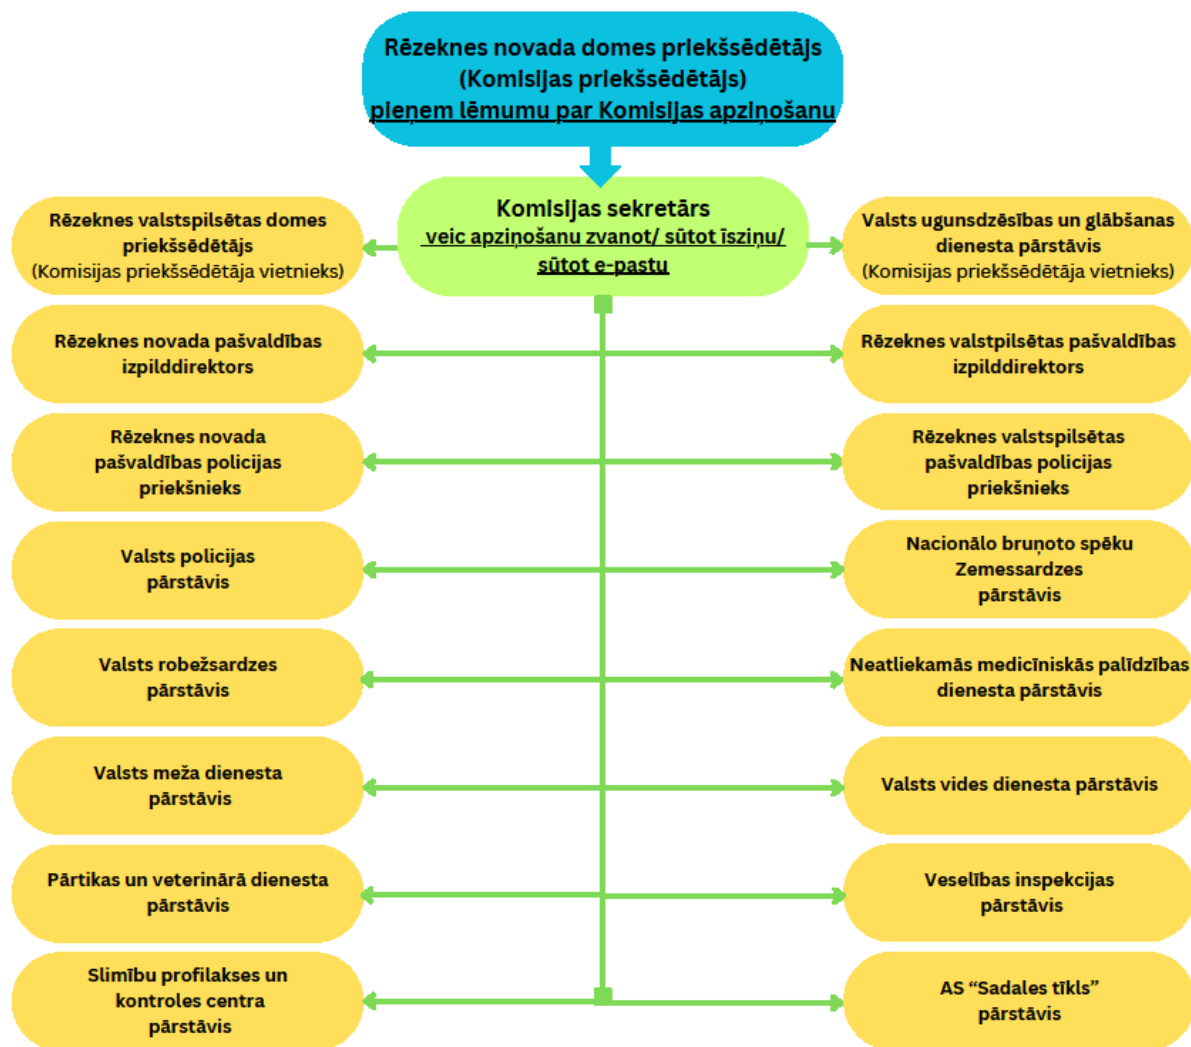 Rēzeknes novada domes priekšsēdētājs
(Komisijas priekšsēdētājs)
pieņem lēmumu par Komisijas apziņošanu
Komisijas sekretārs
veic apziņošanu zvanot/ sūtot īsziņu/
sūtot e-pastu
Rēzeknes valstspilsētas domes
priekšsēdētājs
(Komisijas priekšsēdētāja vietnieks)
Valsts ugunsdzēsības un glābšanas
dienesta pārstāvis
(Komisijas priekšsēdētāja vietnieks)
Rēzeknes novada pašvaldības
izpilddirektors
Rēzeknes valstpilsētas pašvaldība
izpilddirektors
Rēzeknes novada
pašvaldības policijas
priekšnieks
Rēzeknes valstspilsētas
pašvaldības policijas
priekšnieks
Valsts policijas
pārstāvis
Nacionālo bruņoto spēku
Zemessardzes
pārstāvis
Valsts robežsardzes
pārstāvis
Neatliekamās medicīniskās palīdzības
dienesta pārstāvis
Valsts meža dienesta
pārstāvis
Valsts vides dienesta pārstāvis
Pārtikas un veterinārā dienesta
pārstāvis
Veselības inspekcijas
pārstāvis
Slimību profilakses un
kontroles centra
pārstāvis
AS “Sadales tīkls”
pārstāvis